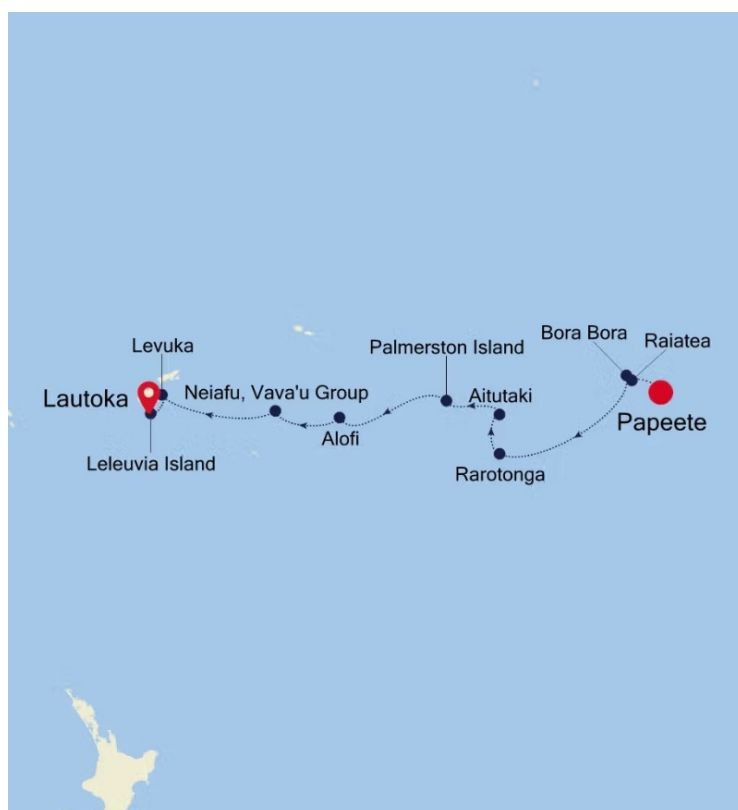 Bora Bora
Raiatea
Levuka
Palmerston Island
Lautoka
Neiafu, Vava'u Group
Aitutaki
Papeete
Alofi
Leleuvia Island
Rarotonga